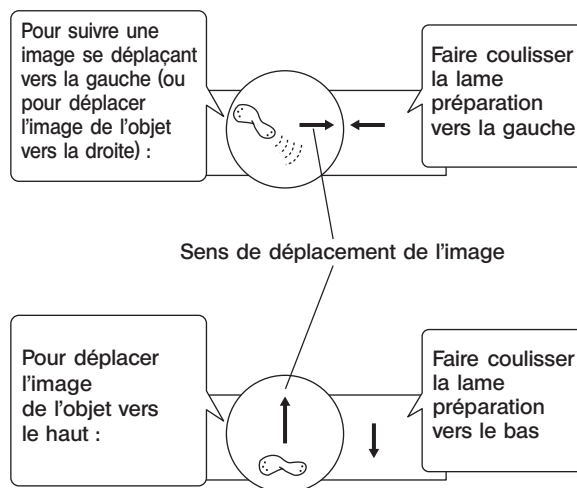 Pour suivre une
image se déplaçant
vers la gauche (ou
pour déplacer
l'image de l'objet
vers la droite) :
Faire coulisser
la lame
préparation
vers la gauche
Sens de déplacement de l'image
Pour déplacer
l'image
de l'objet vers
le haut :
Faire coulisser
la lame
préparation
vers le bas